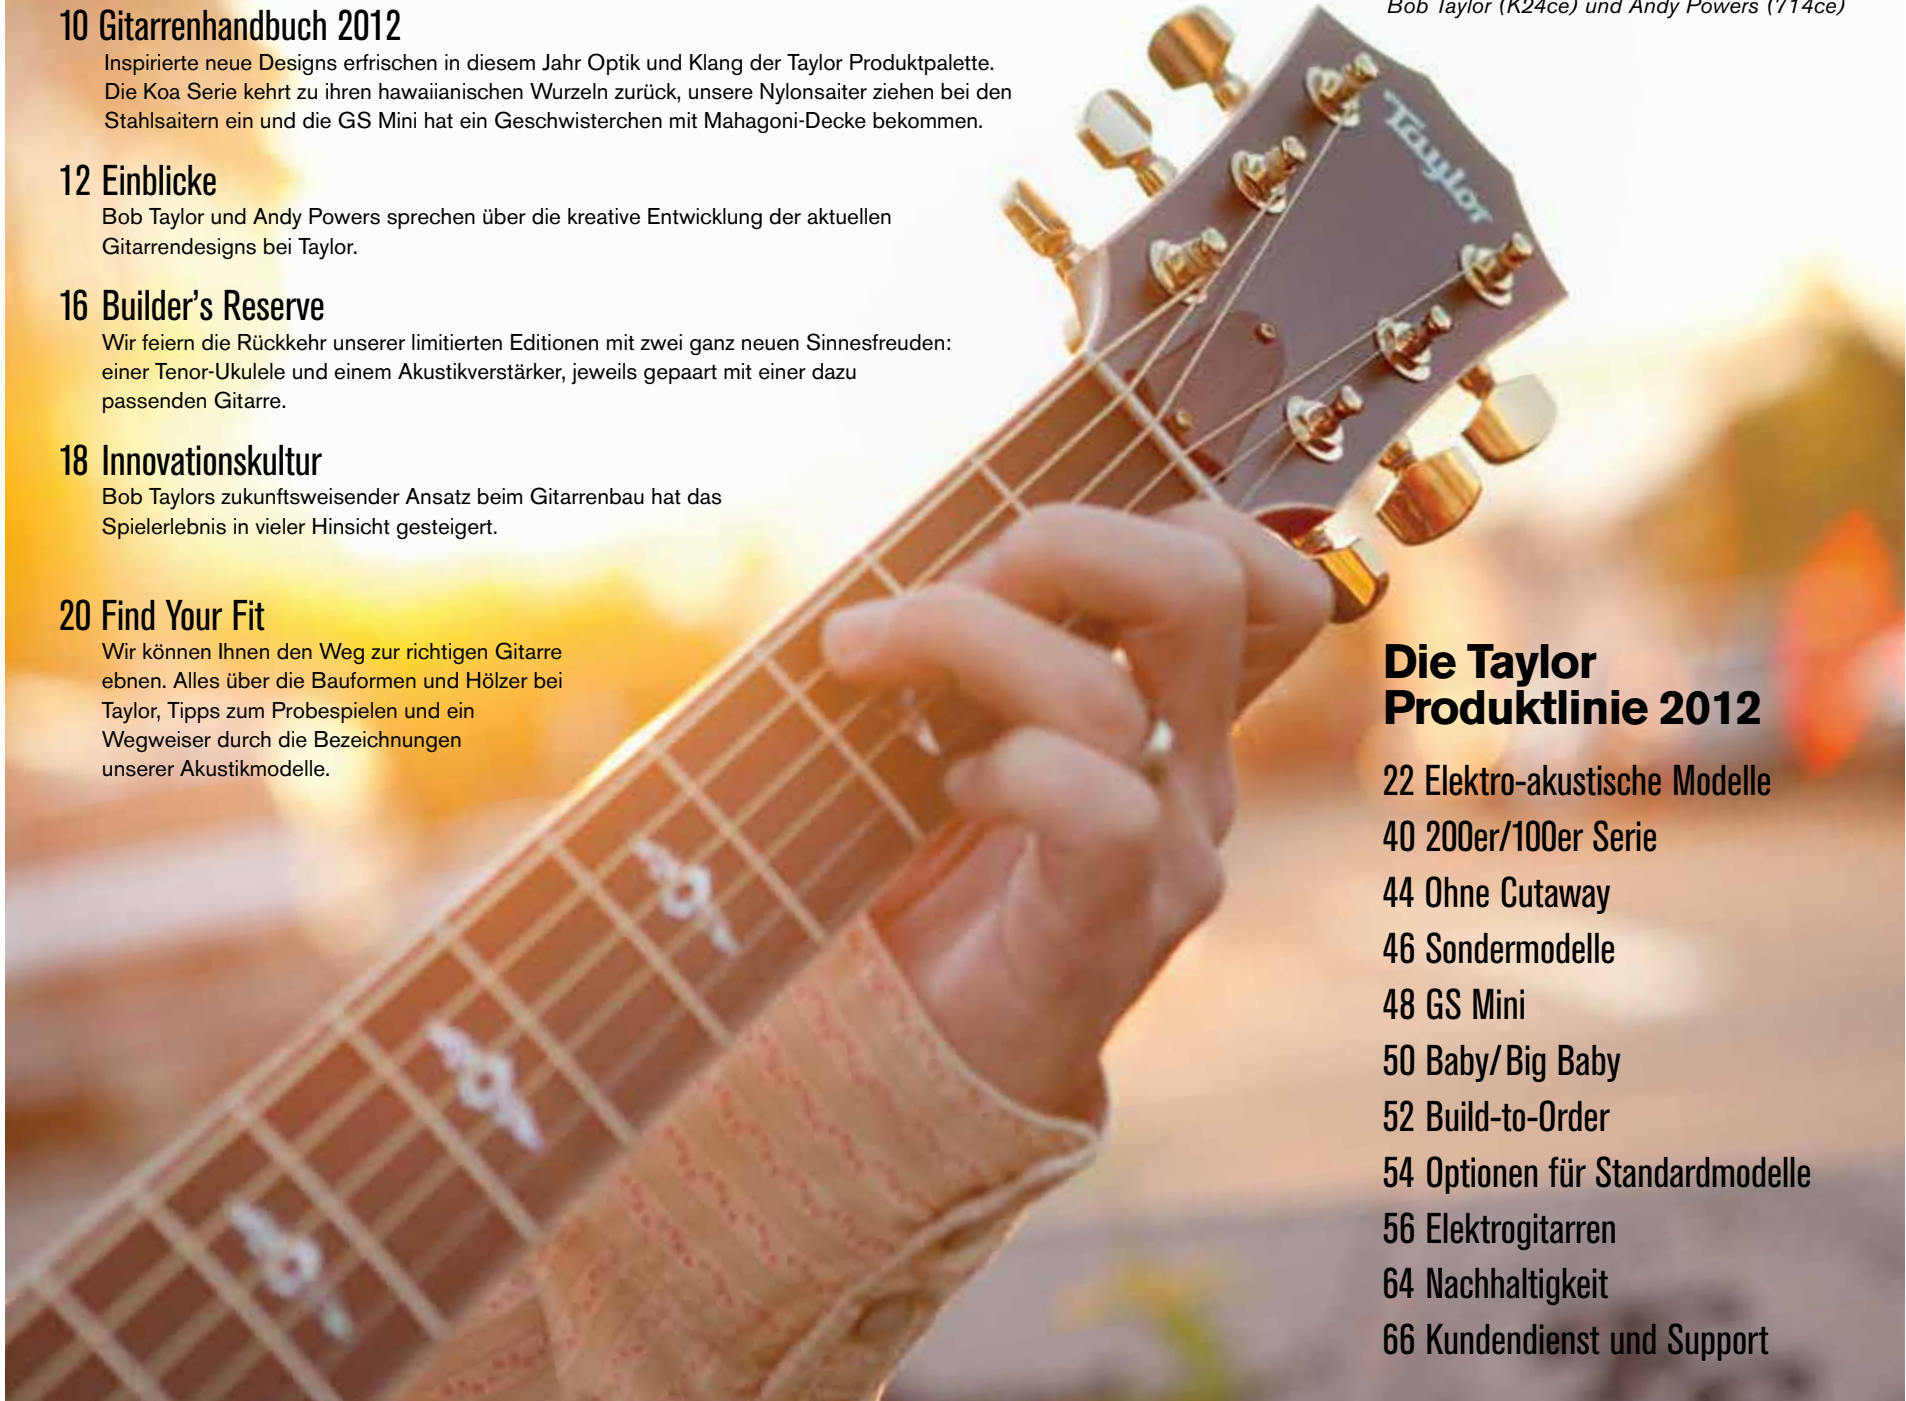 Bob Taylor (K24ce) und Andy Powers (714ce)
10 Gitarrenhandbuch 2012
Inspirierte neue Designs erfrischen in diesem Jahr Optik und Klang der Taylor Produktpalette.
Die Koa Serie kehrt zu ihren hawaiianischen Wurzeln zurück, unsere Nylonsaiter ziehen bei den
Stahlsaitern ein und die GS Mini hat ein Geschwisterchen mit Mahagoni-Decke bekommen.
12 Einblicke
Bob Taylor und Andy Powers sprechen über die kreative Entwicklung der aktuellen
Gitarrendesigns bei Taylor.
16 Builder’s Reserve
Wir feiern die Rückkehr unserer limitierten Editionen mit zwei ganz neuen Sinnesfreuden:
einer Tenor-Ukulele und einem Akustikverstärker, jeweils gepaart mit einer dazu
passenden Gitarre.
18 Innovationskultur
Bob Taylors zukunftsweisender Ansatz beim Gitarrenbau hat das
Spielerlebnis in vieler Hinsicht gesteigert.
20 Find Your Fit
Wir können Ihnen den Weg zur richtigen Gitarre
ebnen. Alles über die Bauformen und Hölzer bei
Taylor, Tipps zum Probespielen und ein
Wegweiser durch die Bezeichnungen
unserer Akustikmodelle.
Taylor
Die Taylor
Produktlinie 2012
22 Elektro-akustische Modelle
40 200er/100er Serie
44 Ohne Cutaway
46 Sondermodelle
48 GS Mini
50 Baby/Big Baby
52 Build-to-Order
54 Optionen für Standardmodelle
56 Elektrogitarren
64 Nachhaltigkeit
66 Kundendienst und Support